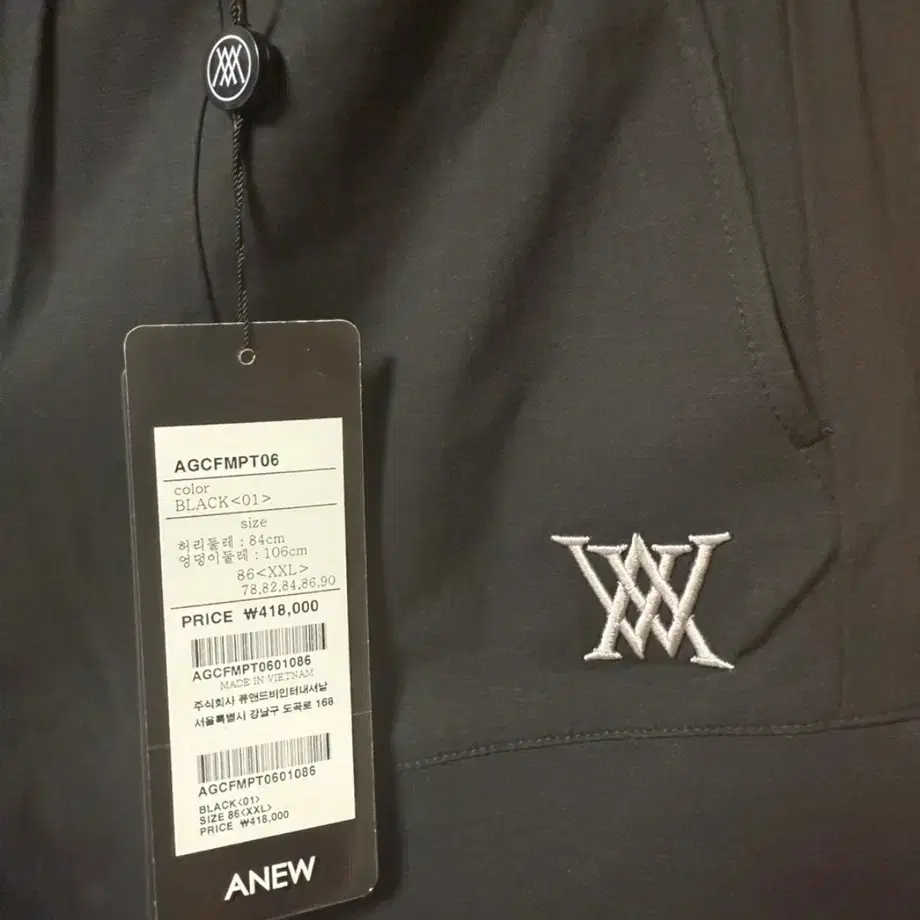 AGCFMPT06
color
BLACK<01>
size
허리둘레 : 84cm
엉덩이둘레 : 106cm
86<XXL>
78,82,84,86,90
PRICE ₩418,000
AGCFMPT0601086
MADE IN VIETNAM
주식회사 퓨앤드비인터내셔날
서울특별시 강남구 도곡로 168
AGCFMPT0601086
BLACK<01>
SIZE 86<XXL>
PRICE ₩418,000
ANEW